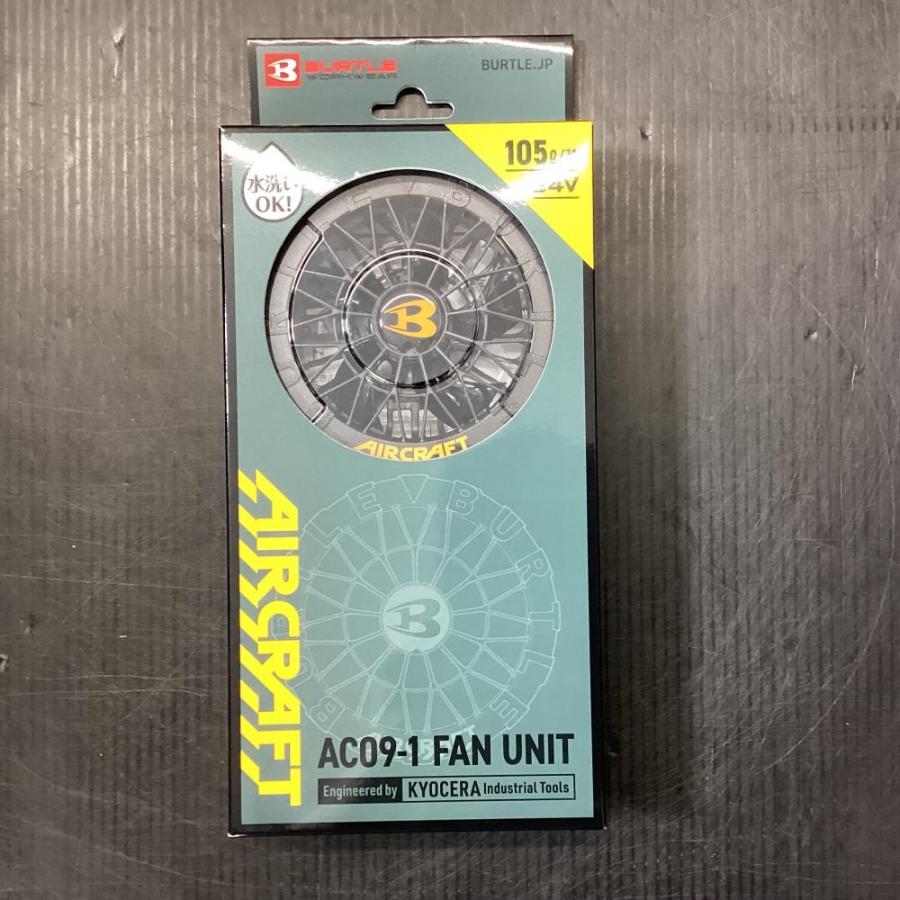 BURTLE
WORKWEAR
BURTLE.JP
水洗い
OK!
105
AIRCRAFT
AIRCRAFT
BURTLE
AC09-1 FAN UNIT
Engineered by KYOCERA Industrial Tools